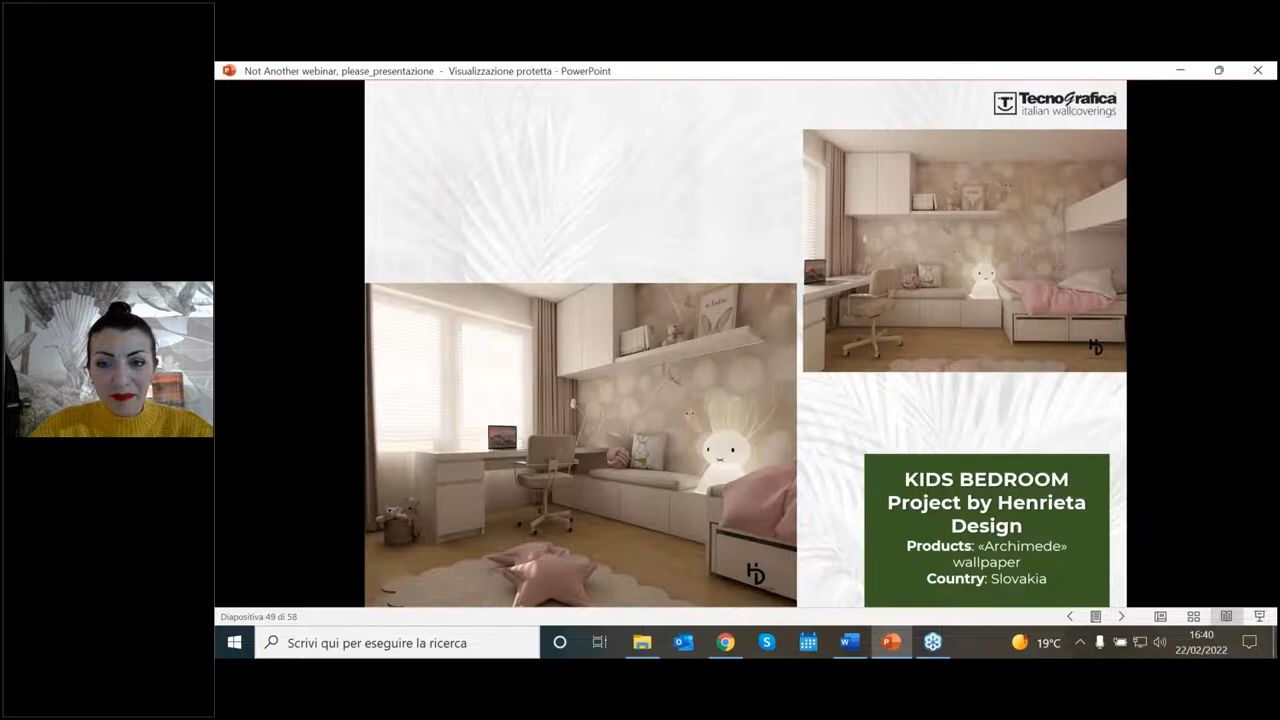 Not Another webinar, please_presentazione - Visualizzazione protetta - PowerPoint
TecnoGrafica
italian wallcoverings
KIDS BEDROOM
Project by Henrieta
Design
Products: «Archimede»
wallpaper
Country: Slovakia
Diapositiva 49 di 58
Scrivi qui per eseguire la ricerca
19°C
16:40
22/02/2022